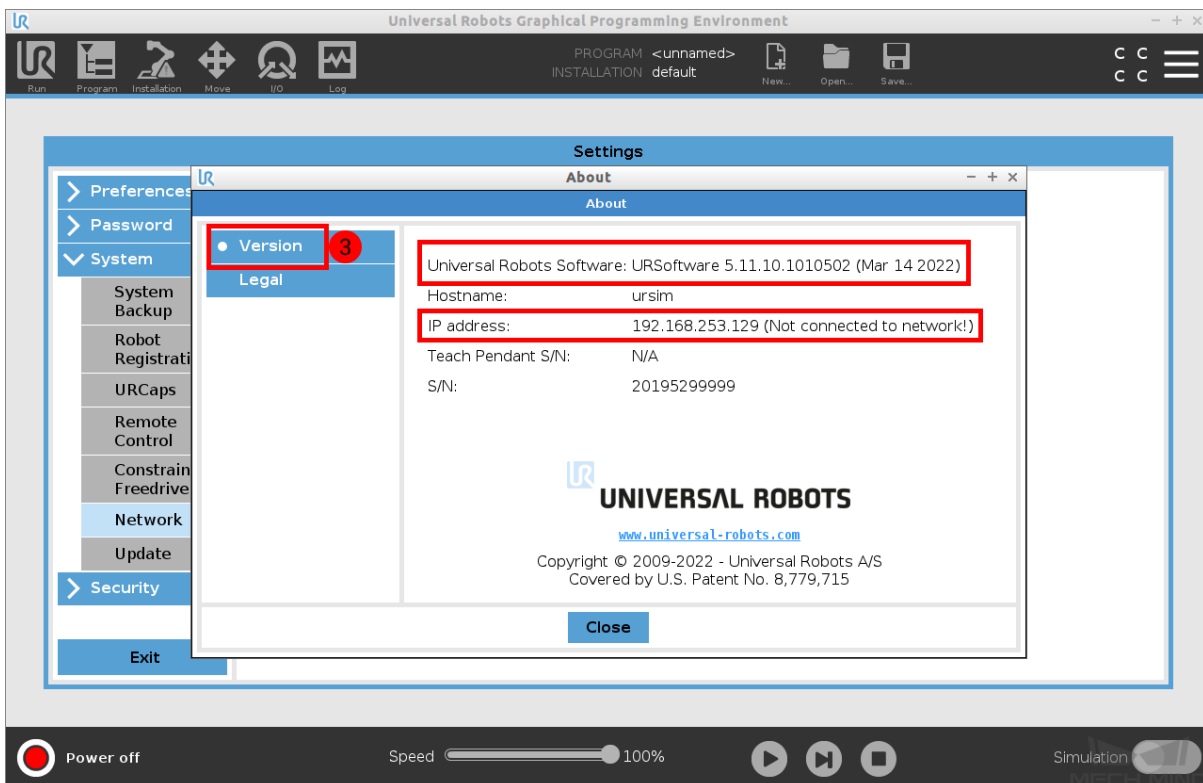 Universal Robots Graphical Programming Environment
Run
Program
Installation
Move
I/O
Log
PROGRAM <unnamed>
INSTALLATION default
New...
Open...
Save...
C C
C C
Settings
Preferences
Password
System
System
Backup
Robot
Registrati
URCaps
Remote
Control
Constrain
Freedrive
Network
Update
Security
Exit
About
About
Version
3
Legal
Universal Robots Software: URSoftware 5.11.10.1010502 (Mar 14 2022)
Hostname: ursim
IP address: 192.168.253.129 (Not connected to network!)
Teach Pendant S/N: N/A
S/N: 20195299999
UR
UNIVERSAL ROBOTS
www.universal-robots.com
Copyright © 2009-2022 - Universal Robots A/S
Covered by U.S. Patent No. 8,779,715
Close
Power off
Speed 100%
Simulation
MECH MIND